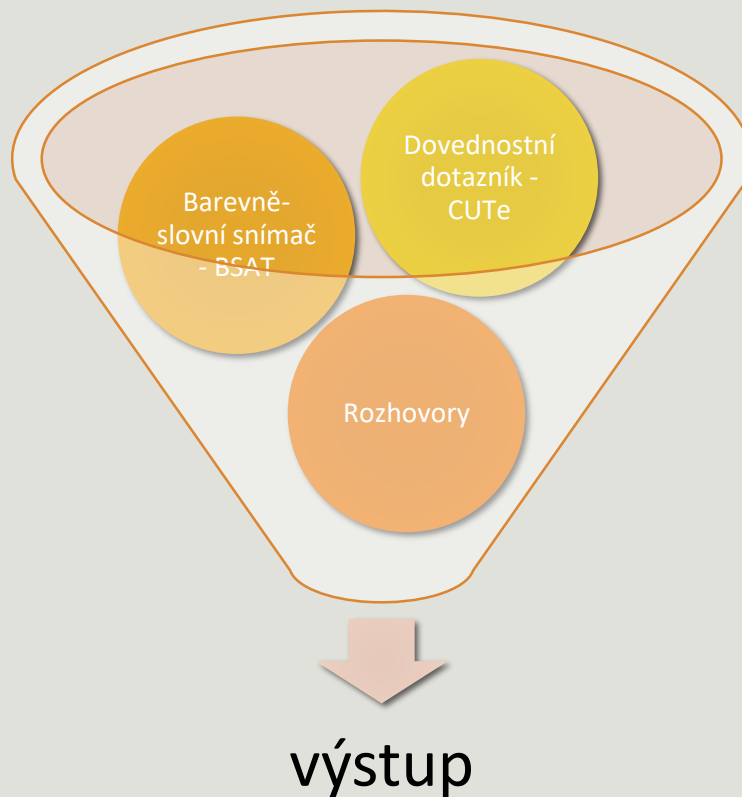 Dovednostní
dotazník -
CUTe
Barevně-
slovní snímač
- BSAT
Rozhovory
výstup